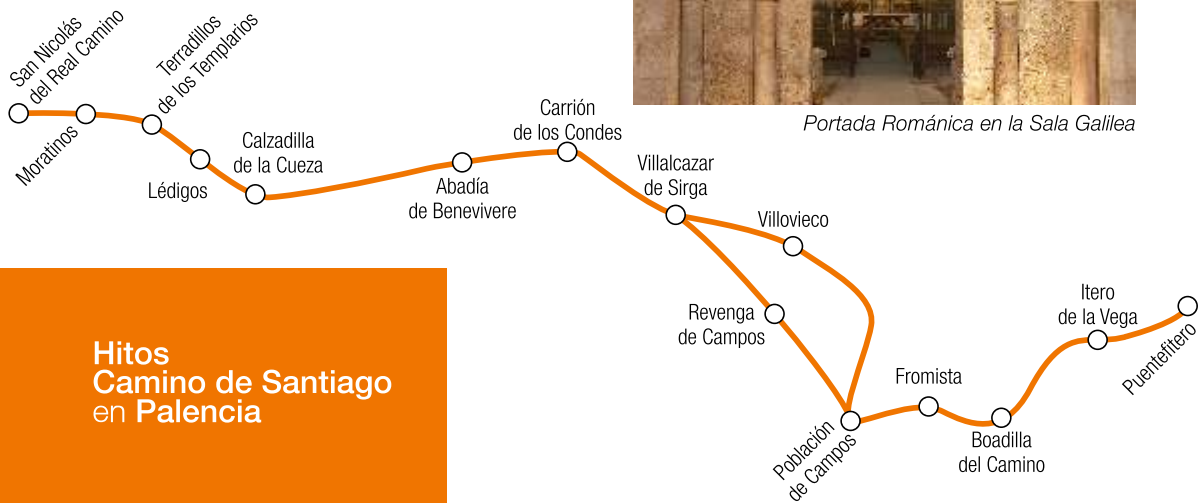 San Nicolás
del Real Camino
Moratinos
Terradillos
de los Templarios
Lédigos
Calzadilla
de la Cueza
Abadía
de Benevivere
Carrión
de los Condes
Portada Románica en la Sala Galilea
Villalcazar
de Sirga
Villovieco
Revenga
de Campos
Población
de Campos
Fromista
Boadilla
del Camino
Itero
de la Vega
Puentefitero
Hitos
Camino de Santiago
en Palencia